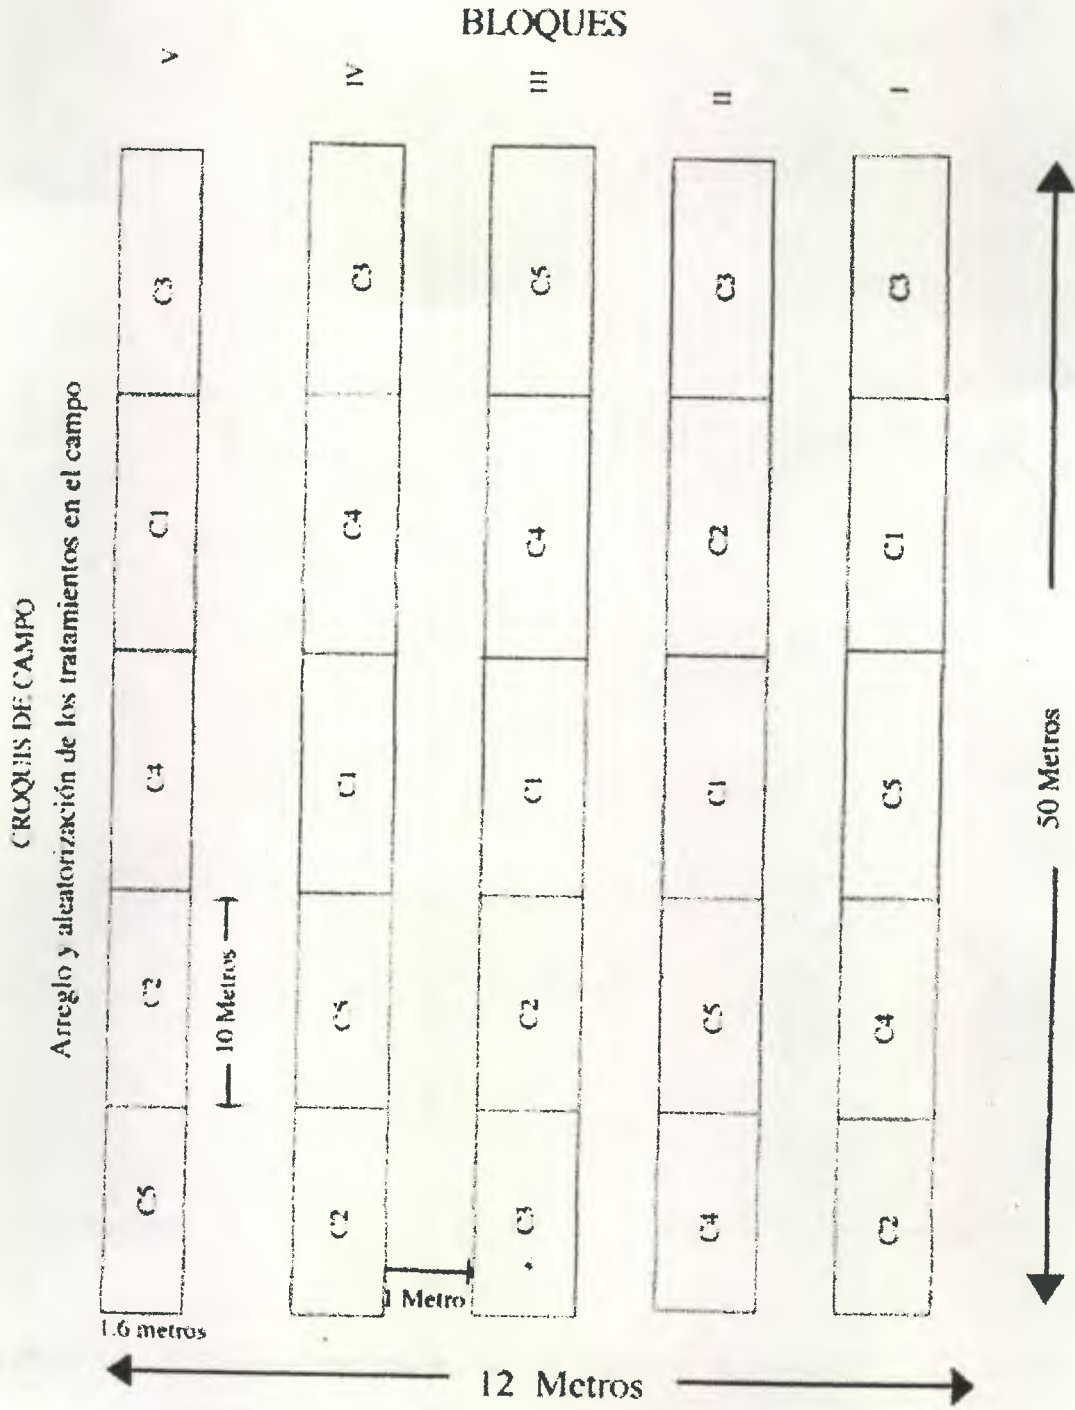 BLOQUES
CROQUIS DE CAMPO
Arreglo y aleatorización de los tratamientos en el campo
V
IV
III
II
I
C3
C3
C5
C3
C3
C1
C4
C4
C2
C1
C4
C1
C1
C1
C5
C2
C5
C2
C5
C4
C5
C2
C3
C4
C2
10 Metros
1 Metro
1.6 metros
50 Metros
12 Metros